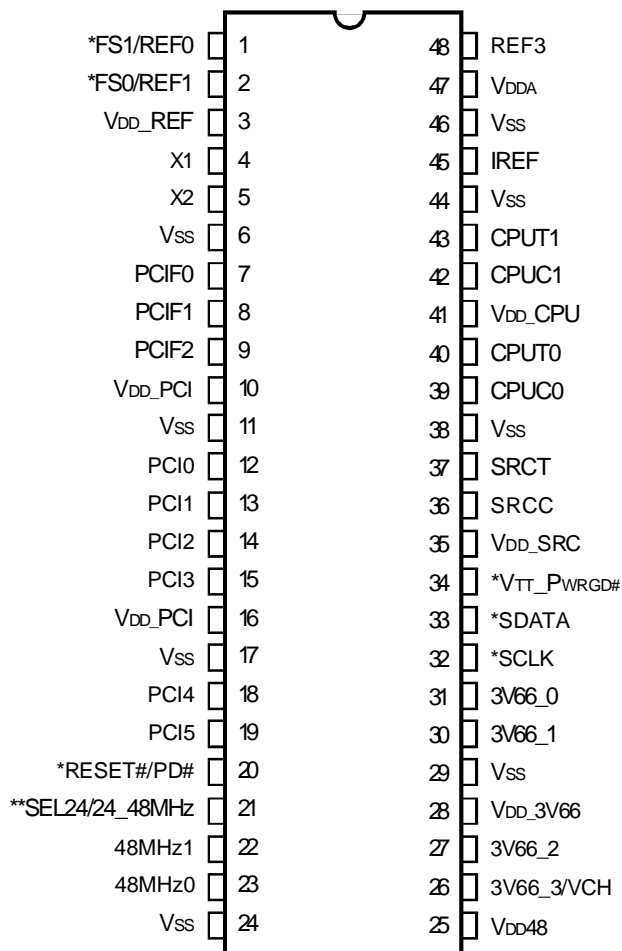 *FS1/REF0 1 48 REF3
*FS0/REF1 2 47 VDDA
VDD_REF 3 46 VSS
X1 4 45 IREF
X2 5 44 VSS
VSS 6 43 CPUT1
PCIF0 7 42 CPUC1
PCIF1 8 41 VDD_CPU
PCIF2 9 40 CPUT0
VDD_PCI 10 39 CPUC0
VSS 11 38 VSS
PCI0 12 37 SRCT
PCI1 13 36 SRCC
PCI2 14 35 VDD_SRC
PCI3 15 34 *VTT_PWRGD#
VDD_PCI 16 33 *SDATA
VSS 17 32 *SCLK
PCI4 18 31 3V66_0
PCI5 19 30 3V66_1
*RESET#/PD# 20 29 VSS
**SEL24/24_48MHz 21 28 VDD_3V66
48MHz1 22 27 3V66_2
48MHz0 23 26 3V66_3/VCH
VSS 24 25 VDD48